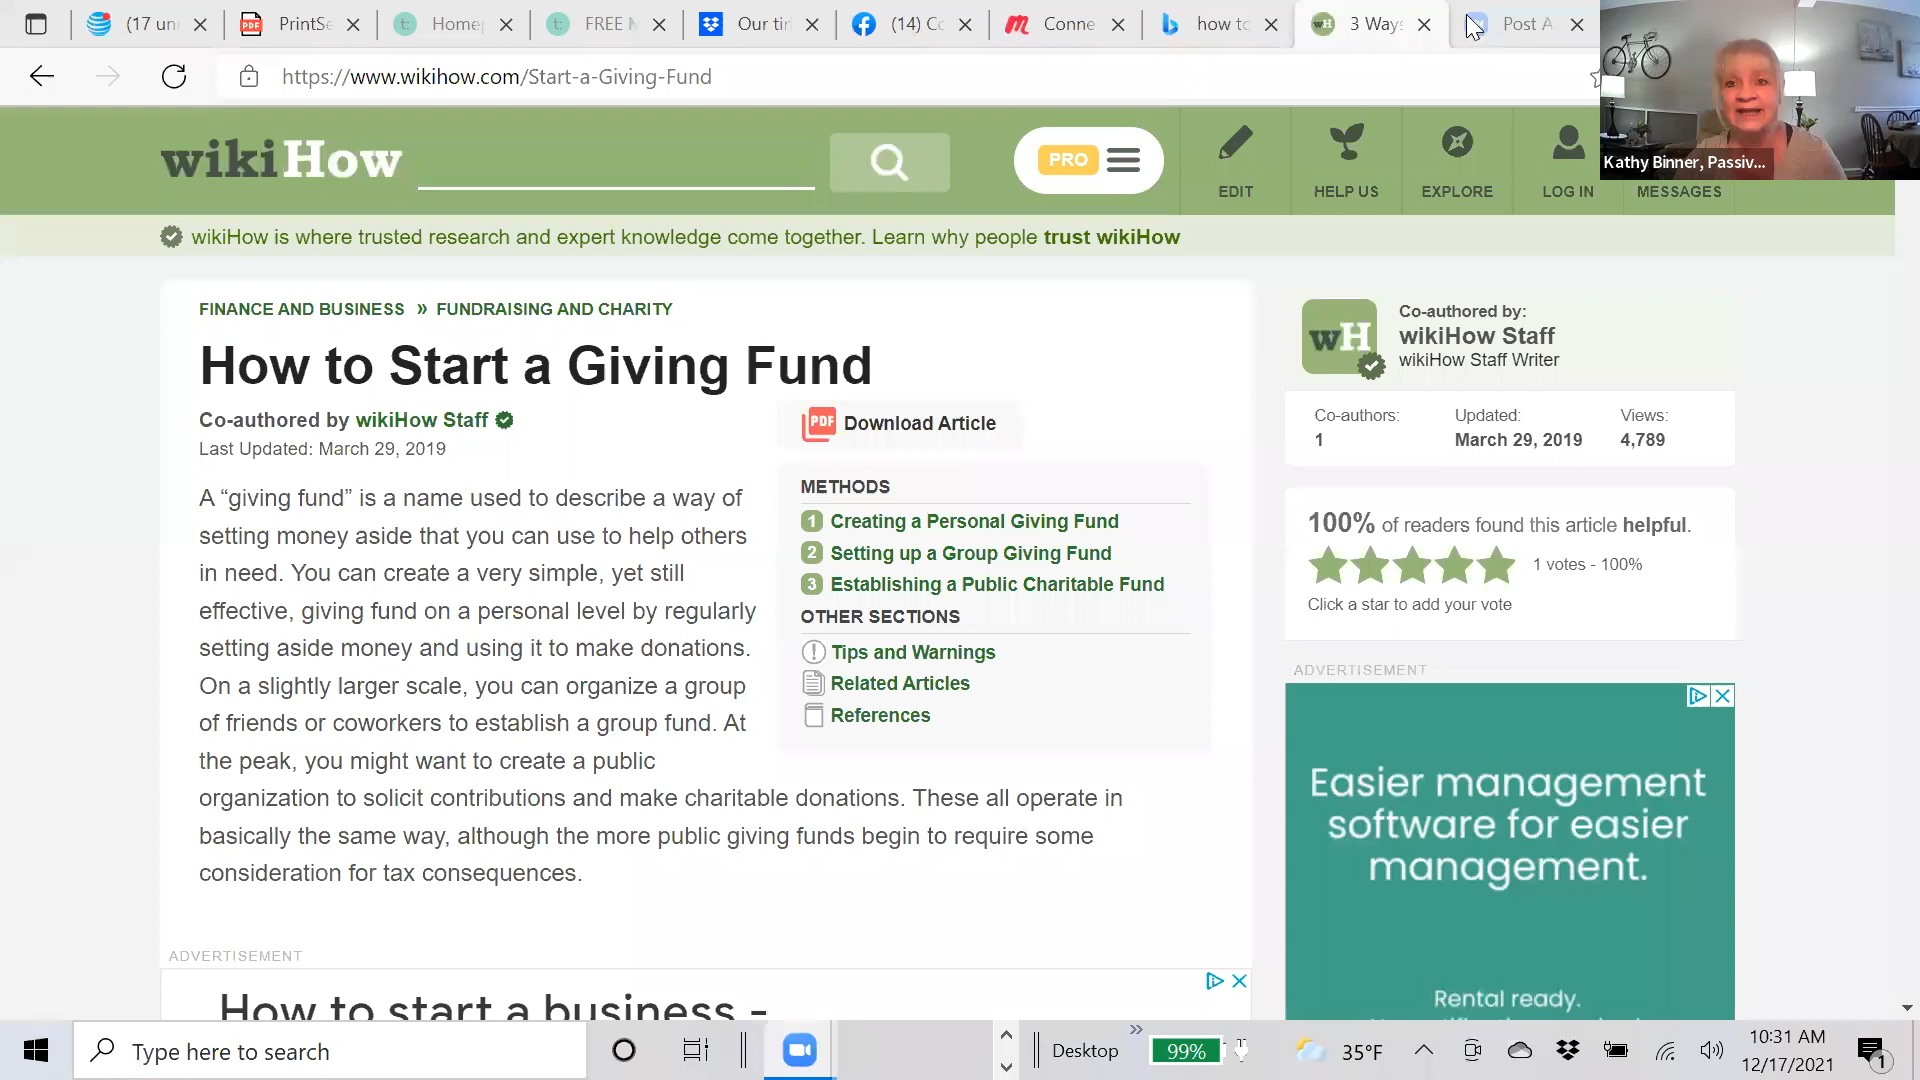 (17 un
PrintSe
Home
FREE M
Our ti
(14) Co
Conne
how to
3 Ways
Post A
https://www.wikihow.com/Start-a-Giving-Fund
Kathy Binner, Passiv...
wikiHow
PRO
EDIT
HELP US
EXPLORE
LOG IN
MESSAGES
wikiHow is where trusted research and expert knowledge come together. Learn why people trust wikiHow
FINANCE AND BUSINESS » FUNDRAISING AND CHARITY
How to Start a Giving Fund
Co-authored by wikiHow Staff
Last Updated: March 29, 2019
PDF Download Article
A “giving fund” is a name used to describe a way of
setting money aside that you can use to help others
in need. You can create a very simple, yet still
effective, giving fund on a personal level by regularly
setting aside money and using it to make donations.
On a slightly larger scale, you can organize a group
of friends or coworkers to establish a group fund. At
the peak, you might want to create a public
organization to solicit contributions and make charitable donations. These all operate in
basically the same way, although the more public giving funds begin to require some
consideration for tax consequences.
METHODS
1 Creating a Personal Giving Fund
2 Setting up a Group Giving Fund
3 Establishing a Public Charitable Fund
OTHER SECTIONS
Tips and Warnings
Related Articles
References
wH
Co-authored by:
wikiHow Staff
wikiHow Staff Writer
Co-authors: Updated: Views:
1 March 29, 2019 4,789
100% of readers found this article helpful.
1 votes - 100%
Click a star to add your vote
ADVERTISEMENT
Easier management
software for easier
management.
Rental ready.
ADVERTISEMENT
How to start a business -
Type here to search
Desktop
99%
35°F
10:31 AM
12/17/2021
1